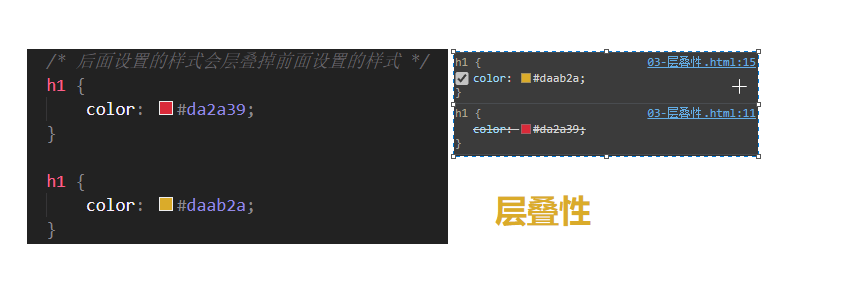 /* 后面设置的样式会层叠掉前面设置的样式 */
h1 {
color: #da2a39;
}
h1 {
color: #daab2a;
}
h1 { 03-层叠性.html:15
color: #daab2a;
}
h1 { 03-层叠性.html:11
color: #da2a39;
}
层叠性